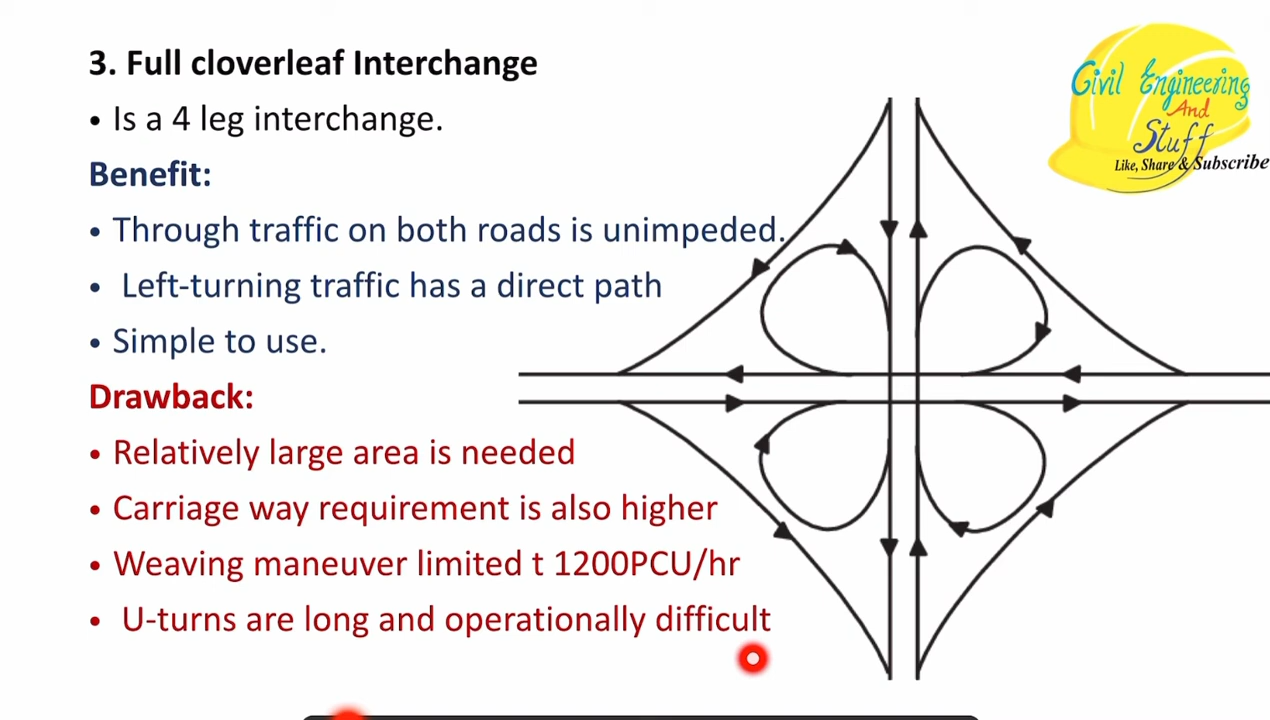 3. Full cloverleaf Interchange
• Is a 4 leg interchange.
Benefit:
• Through traffic on both roads is unimpeded.
• Left-turning traffic has a direct path
• Simple to use.
Drawback:
• Relatively large area is needed
• Carriage way requirement is also higher
• Weaving maneuver limited t 1200PCU/hr
• U-turns are long and operationally difficult
Civil Engineering
And
Stuff
Like, Share & Subscribe